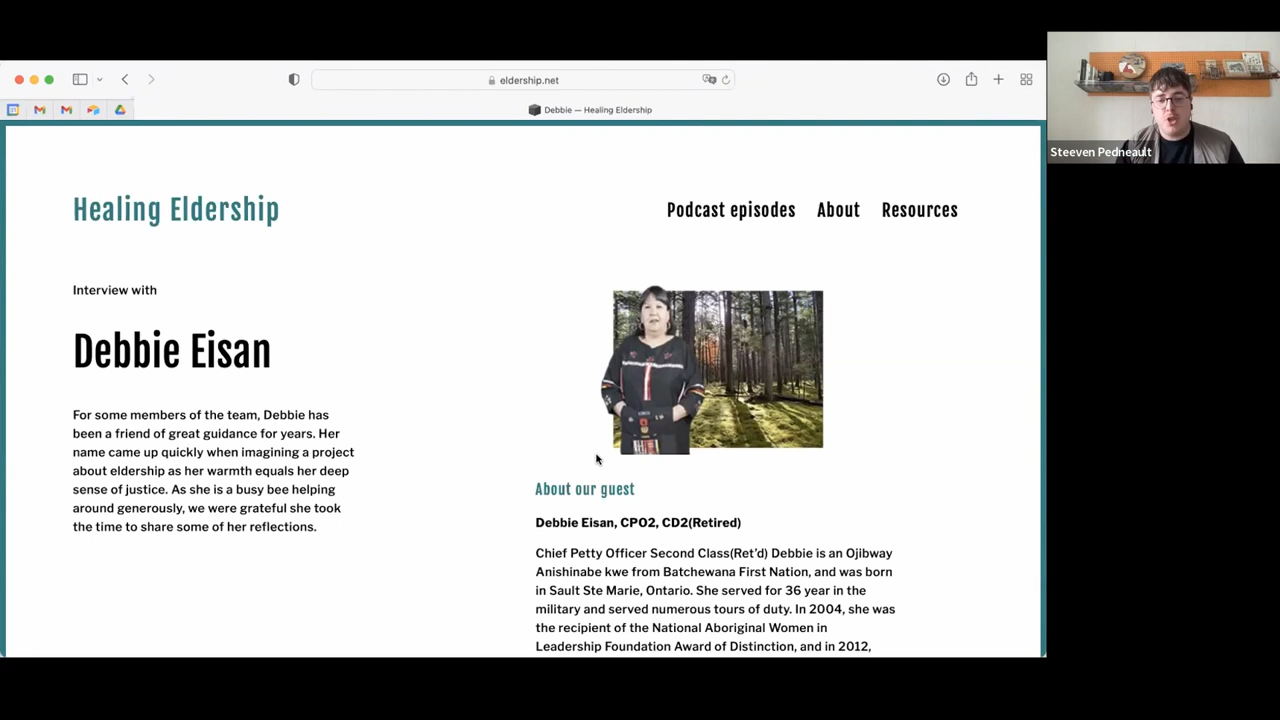 eldership.net
Debbie — Healing Eldership
Steeven Pedneault
Healing Eldership
Podcast episodes
About
Resources
Interview with
Debbie Eisan
For some members of the team, Debbie has
been a friend of great guidance for years. Her
name came up quickly when imagining a project
about eldership as her warmth equals her deep
sense of justice. As she is a busy bee helping
around generously, we were grateful she took
the time to share some of her reflections.
About our guest
Debbie Eisan, CPO2, CD2(Retired)
Chief Petty Officer Second Class(Ret'd) Debbie is an Ojibway
Anishinabe kwe from Batchewana First Nation, and was born
in Sault Ste Marie, Ontario. She served for 36 year in the
military and served numerous tours of duty. In 2004, she was
the recipient of the National Aboriginal Women in
Leadership Foundation Award of Distinction, and in 2012,